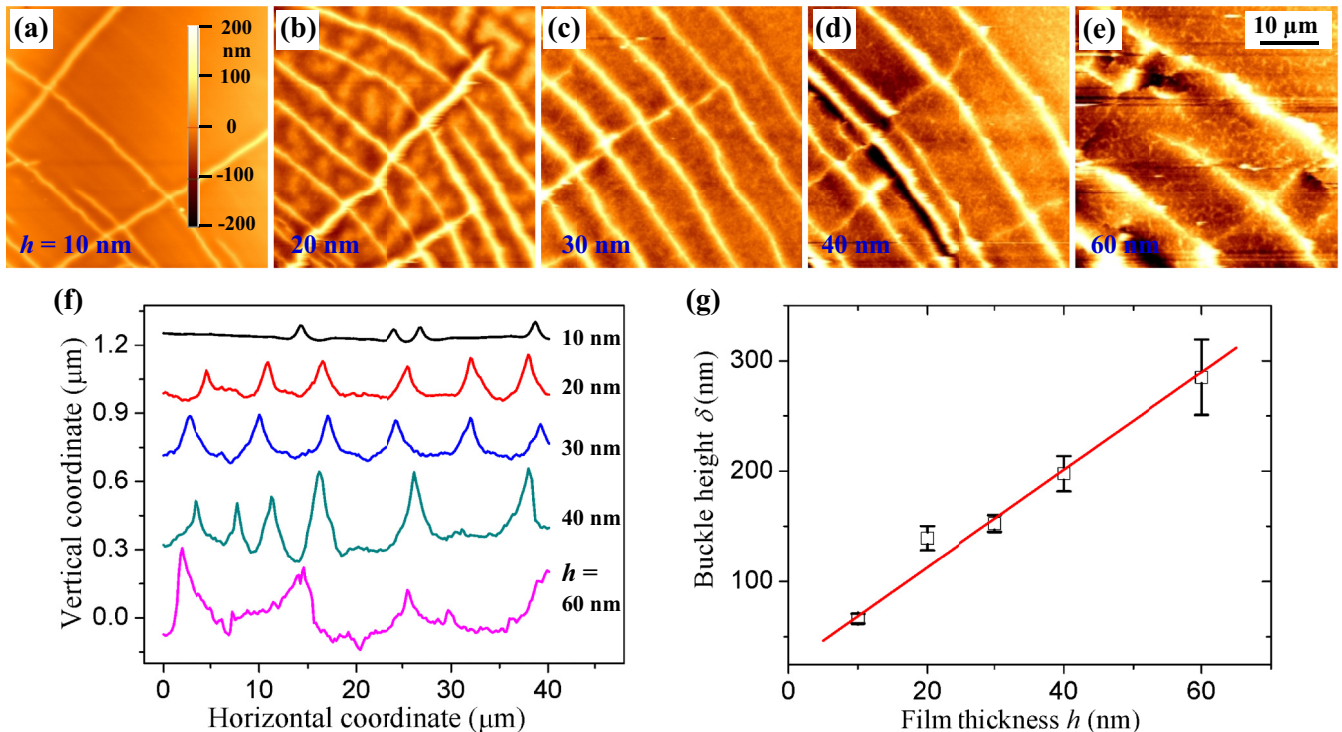 (a)
200
nm
100
0
-100
-200
h = 10 nm
(b)
20 nm
(c)
30 nm
(d)
40 nm
(e)
10 μm
60 nm
(f)
Vertical coordinate (μm)
1.2
0.9
0.6
0.3
0.0
10 nm
20 nm
30 nm
40 nm
h =
60 nm
0 10 20 30 40
Horizontal coordinate (μm)
(g)
Buckle height δ (nm)
300
200
100
0 20 40 60
Film thickness h (nm)